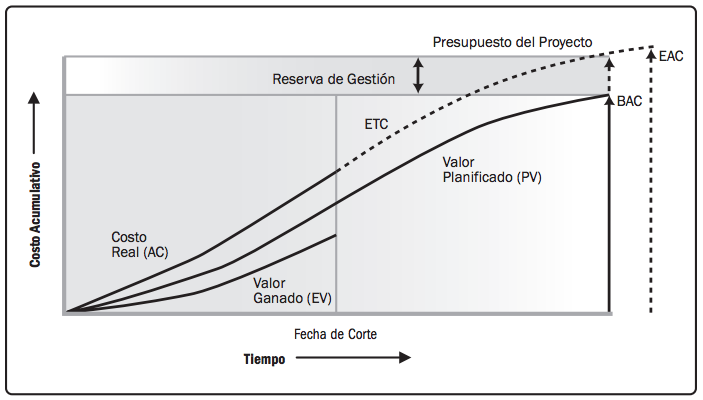 Presupuesto del Proyecto
EAC
Reserva de Gestión
BAC
ETC
Valor
Planificado (PV)
Costo Acumulativo
Costo
Real (AC)
Valor
Ganado (EV)
Fecha de Corte
Tiempo